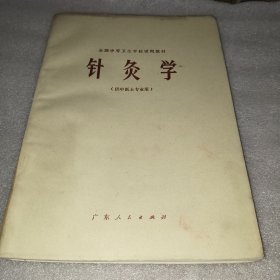 全国中等卫生学校试用教材
针灸学
（供中医士专业用）
广东人民出版社